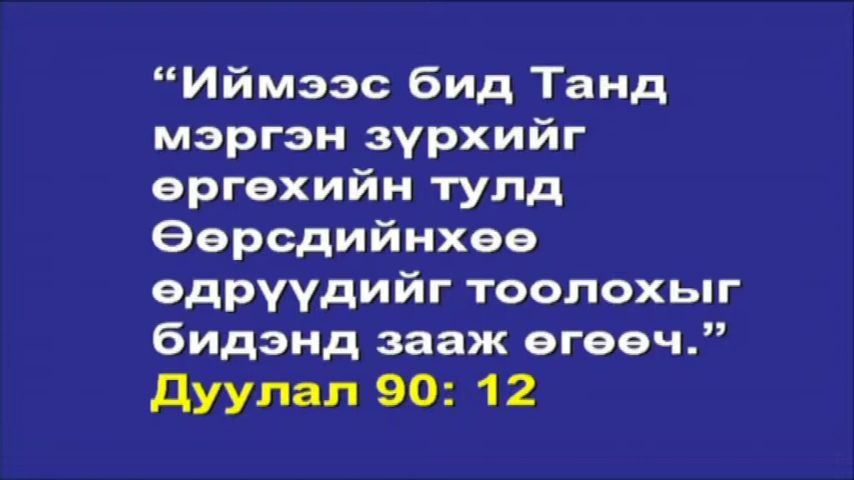 “Иймээс бид Танд
мэргэн зүрхийг
өргөхийн тулд
Өөрсдийнхөө
өдрүүдийг тоолохыг
бидэнд зааж өгөөч.”
Дуулал 90: 12